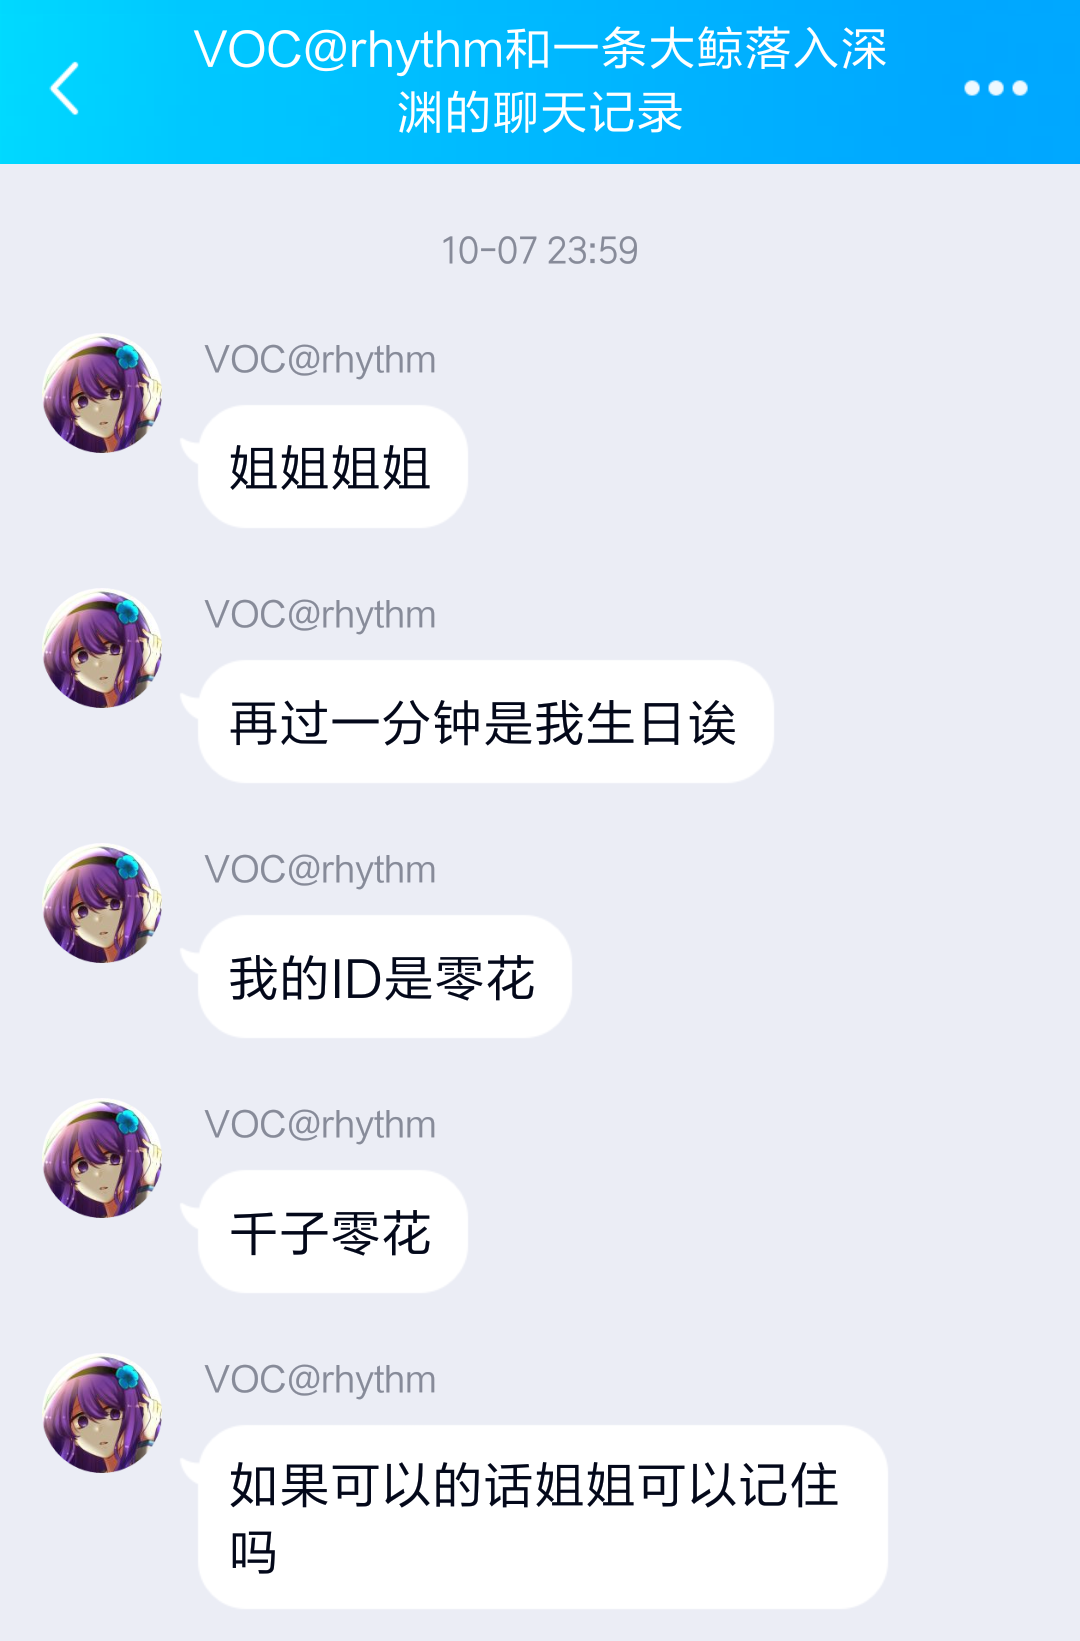 VOC@rhythm和一条大鲸落入深
渊的聊天记录
10-07 23:59
VOC@rhythm
姐姐姐姐
VOC@rhythm
再过一分钟是我生日诶
VOC@rhythm
我的ID是零花
VOC@rhythm
千子零花
VOC@rhythm
如果可以的话姐姐可以记住
吗